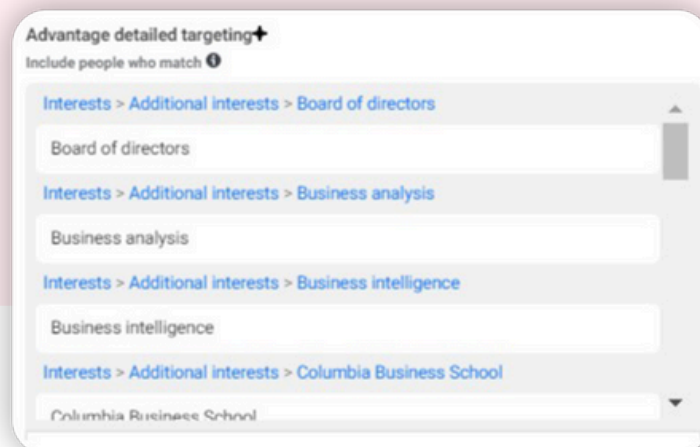 Advantage detailed targeting+
Include people who match
Interests > Additional interests > Board of directors
Board of directors
Interests > Additional interests > Business analysis
Business analysis
Interests > Additional interests > Business intelligence
Business intelligence
Interests > Additional interests > Columbia Business School
Columbia Business School